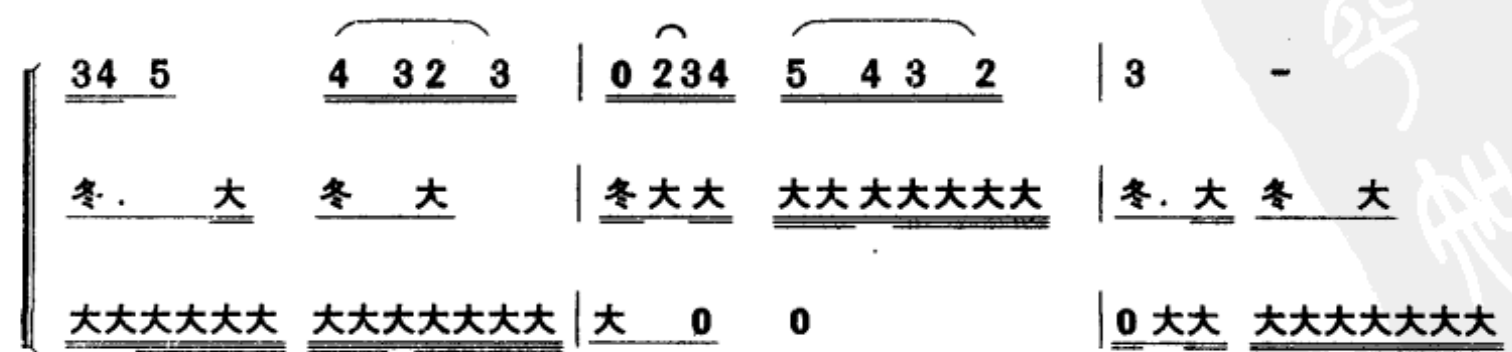 34 5 4 32 3 | 0 234 5 4 3 2 | 3 -
冬. 大 冬 大 | 冬大大 大大大大大大大 | 冬. 大 冬 大
大大大大大大 大大大大大大大 | 大 0 0 | 0 大大 大大大大大大大